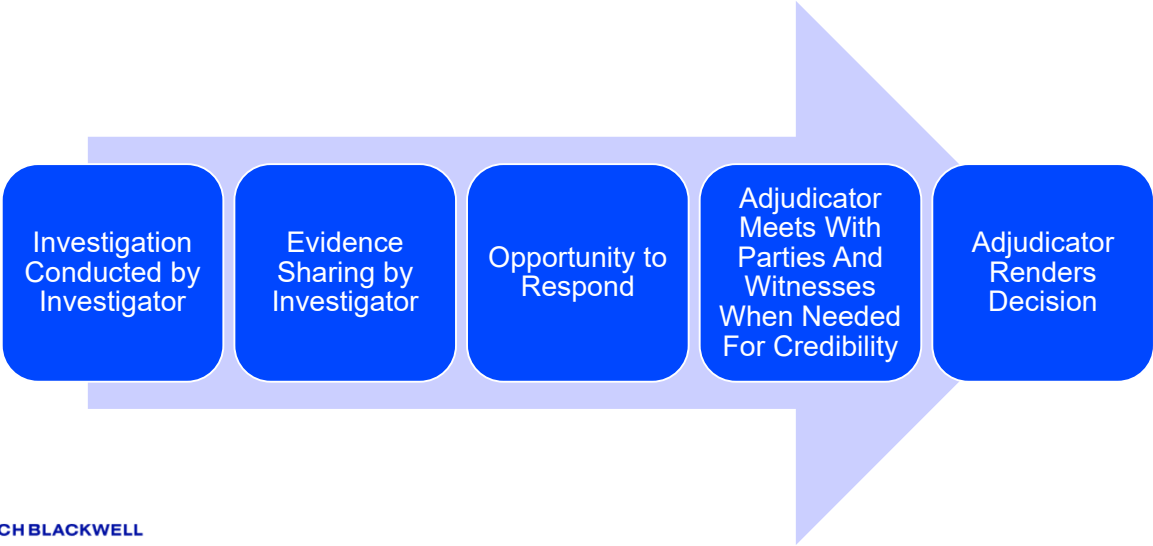 Investigation
Conducted by
Investigator
Evidence
Sharing by
Investigator
Opportunity to
Respond
Adjudicator
Meets With
Parties And
Witnesses
When Needed
For Credibility
Adjudicator
Renders
Decision
CH BLACKWELL